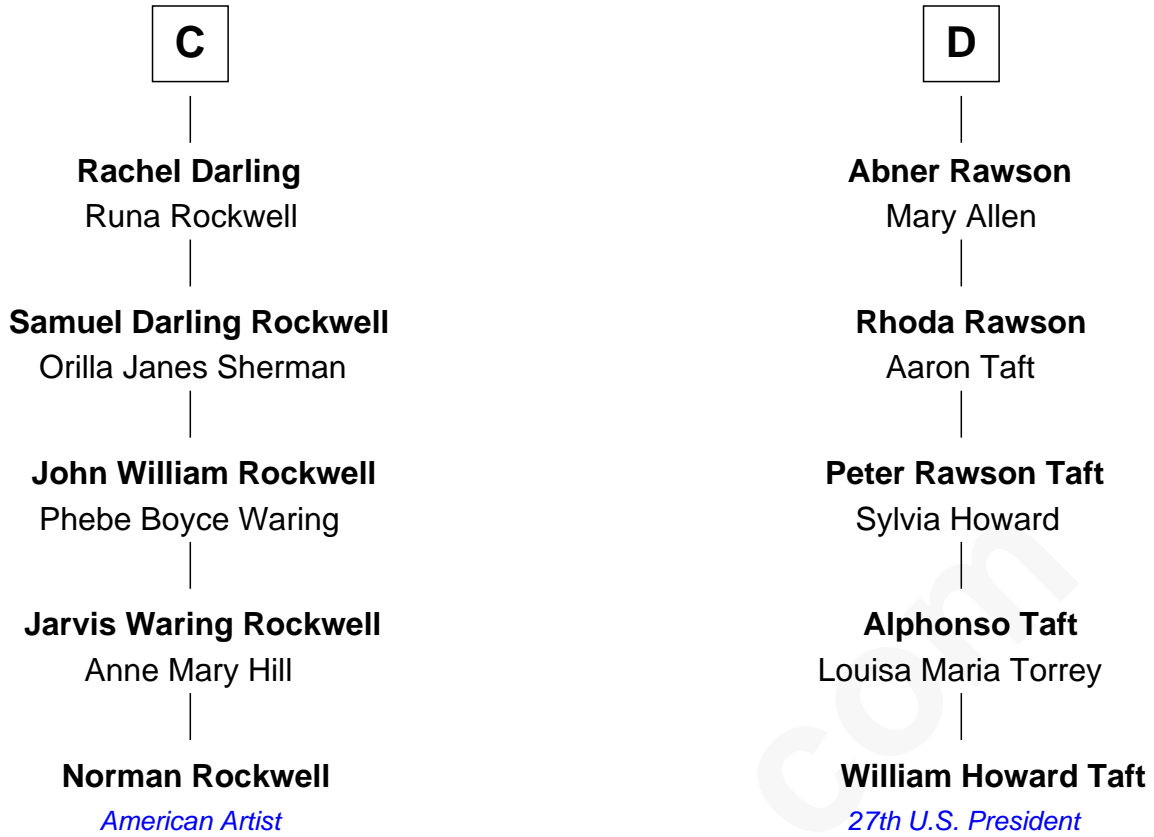 C
Rachel Darling
Runa Rockwell
Samuel Darling Rockwell
Orilla Janes Sherman
John William Rockwell
Phebe Boyce Waring
Jarvis Waring Rockwell
Anne Mary Hill
Norman Rockwell
American Artist
D
Abner Rawson
Mary Allen
Rhoda Rawson
Aaron Taft
Peter Rawson Taft
Sylvia Howard
Alphonso Taft
Louisa Maria Torrey
William Howard Taft
27th U.S. President
com